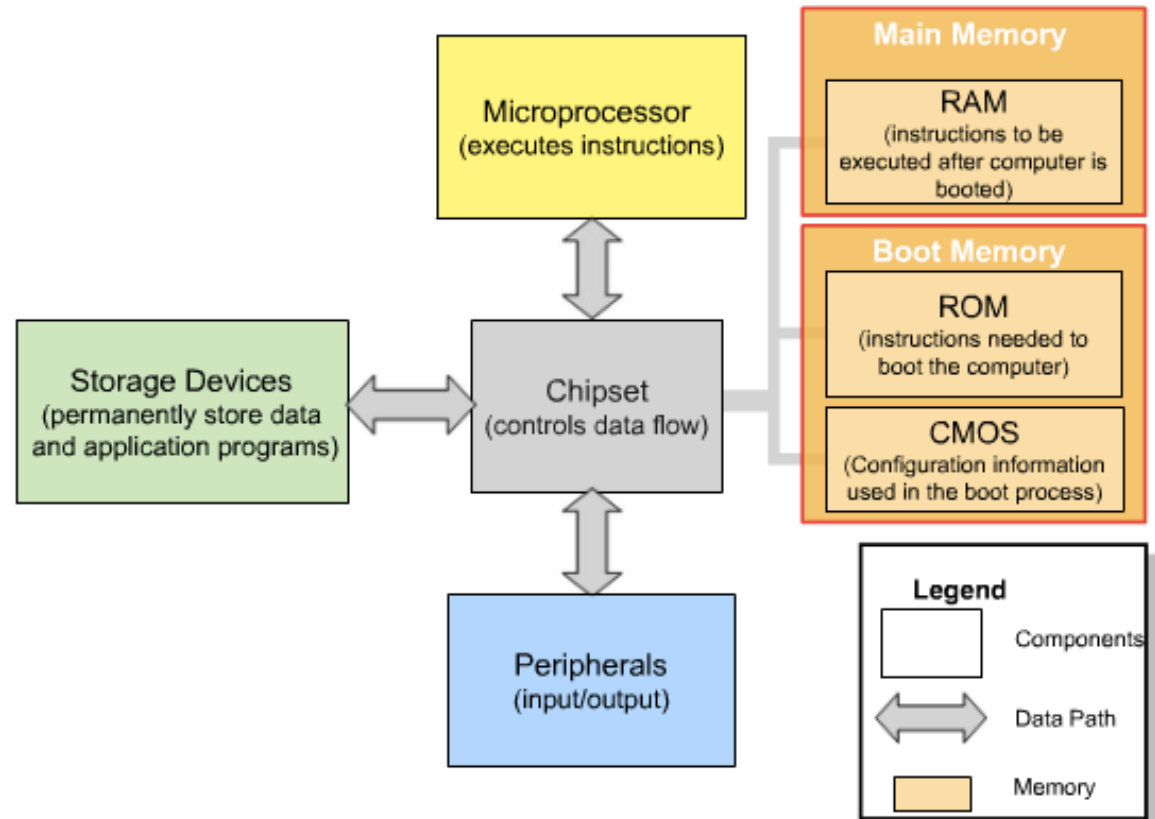 Main Memory
RAM
(instructions to be
executed after computer is
booted)
Microprocessor
(executes instructions)
Boot Memory
ROM
(instructions needed to
boot the computer)
CMOS
(Configuration information
used in the boot process)
Storage Devices
(permanently store data
and application programs)
Chipset
(controls data flow)
Peripherals
(input/output)
Legend
Components
Data Path
Memory